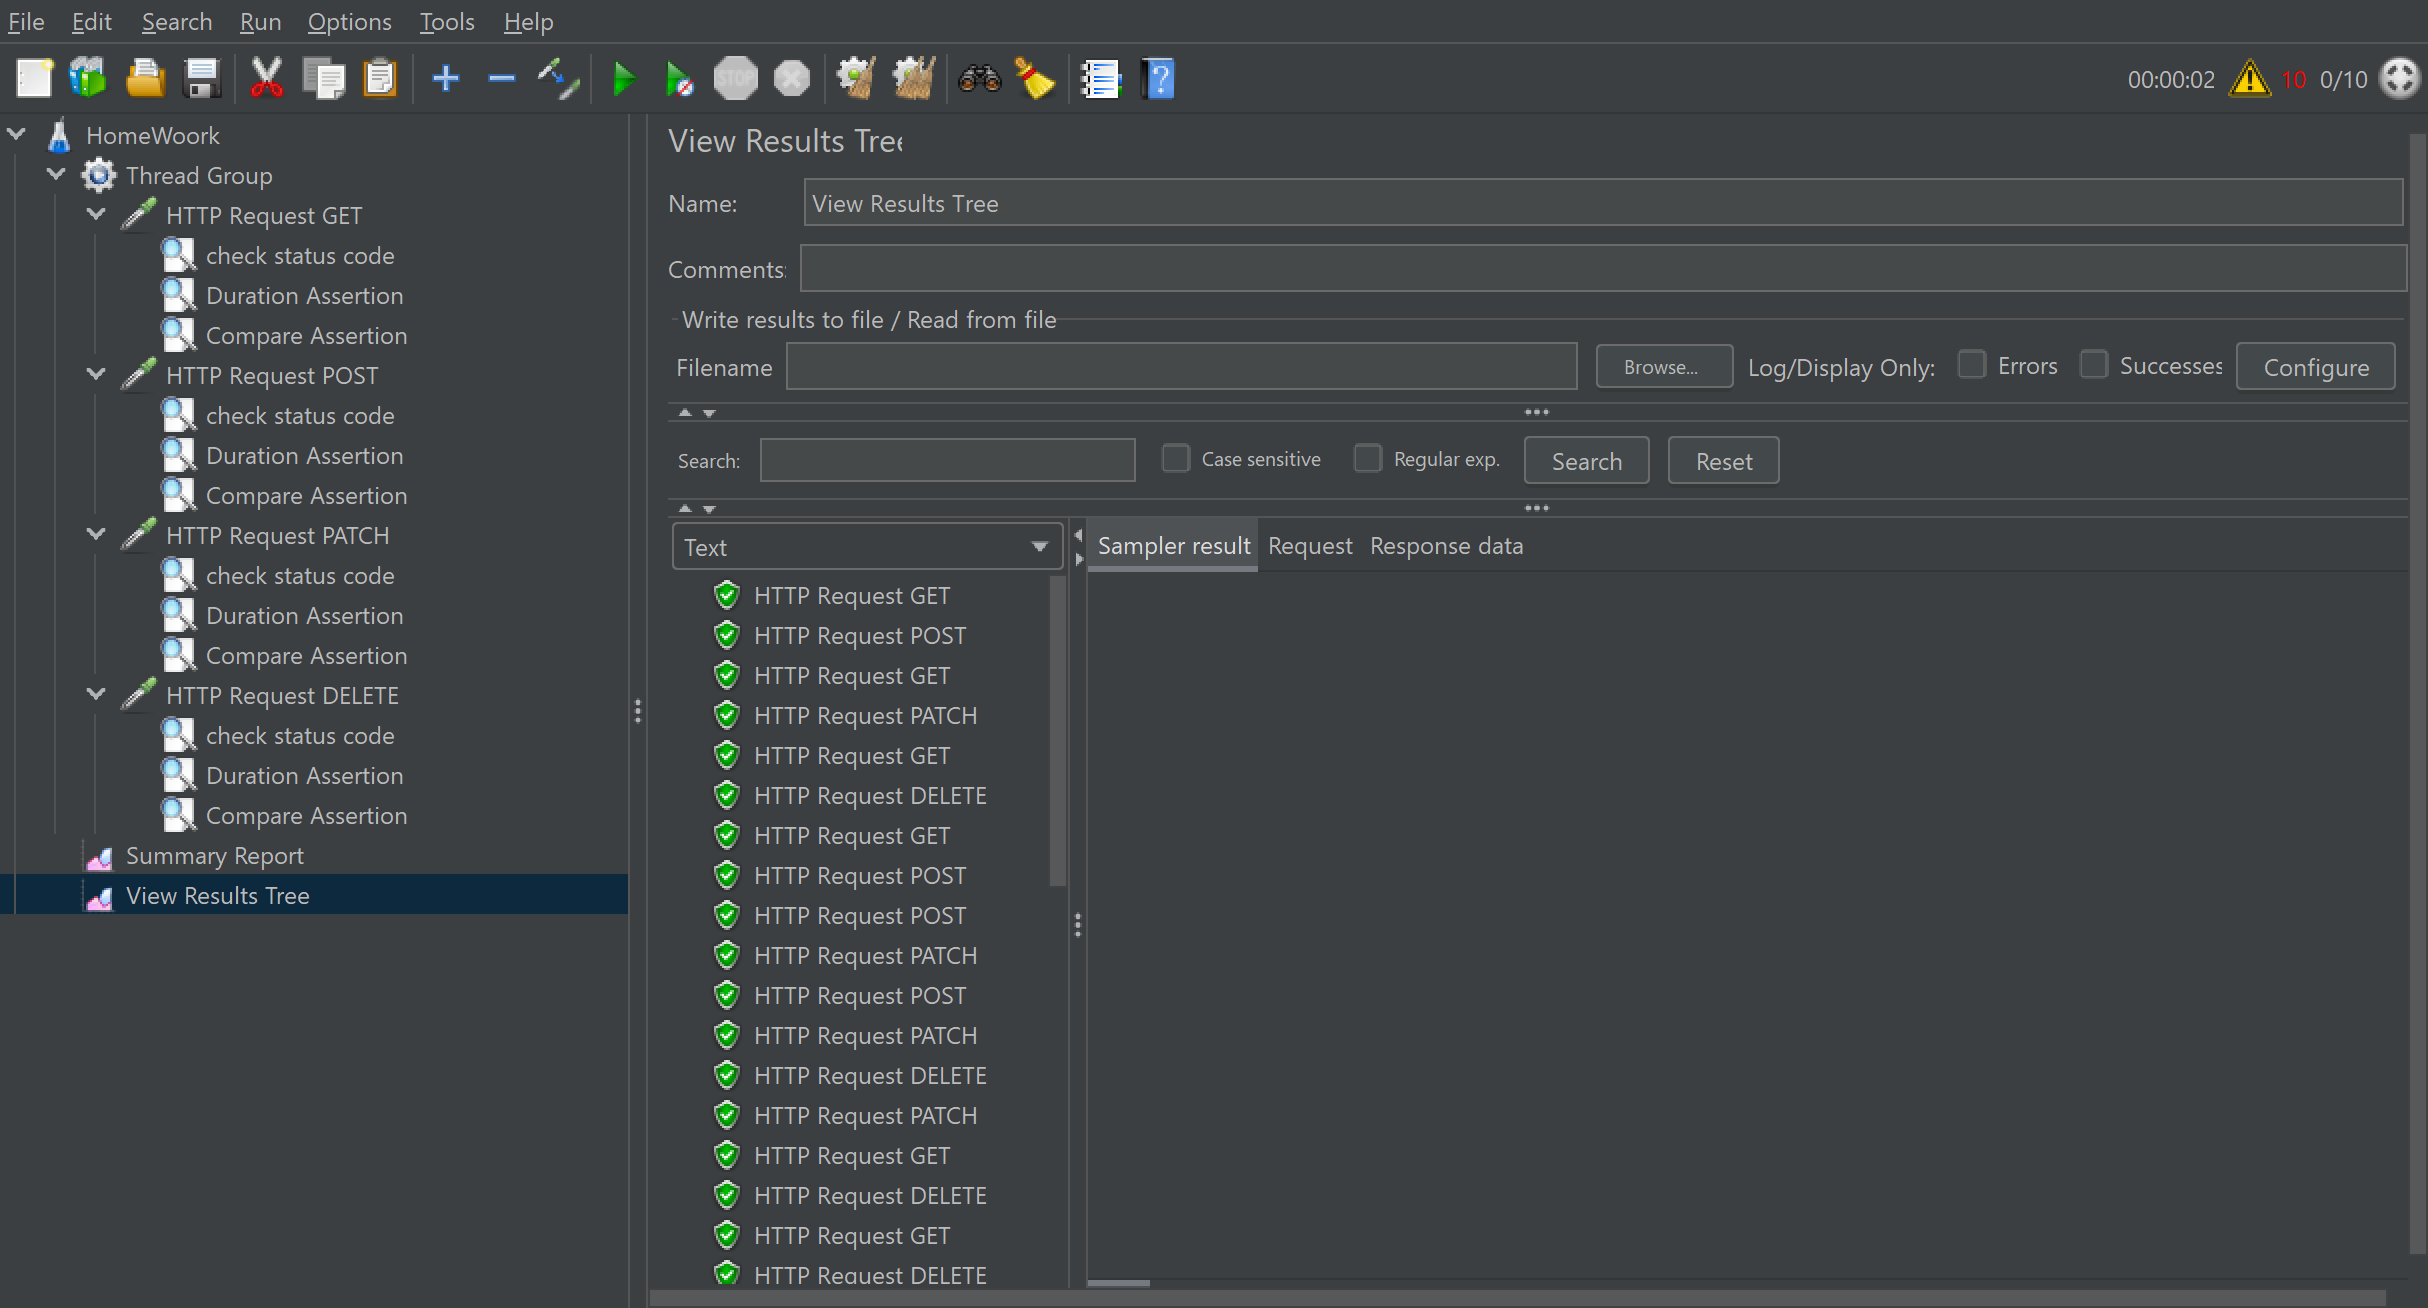 File Edit Search Run Options Tools Help
STOP
00:00:02 10 0/10
HomeWoork
Thread Group
HTTP Request GET
check status code
Duration Assertion
Compare Assertion
HTTP Request POST
check status code
Duration Assertion
Compare Assertion
HTTP Request PATCH
check status code
Duration Assertion
Compare Assertion
HTTP Request DELETE
check status code
Duration Assertion
Compare Assertion
Summary Report
View Results Tree
View Results Tree
Name: View Results Tree
Comments:
Write results to file / Read from file
Filename Browse... Log/Display Only: Errors Successes Configure
Search: Case sensitive Regular exp. Search Reset
Text
Sampler result Request Response data
HTTP Request GET
HTTP Request POST
HTTP Request GET
HTTP Request PATCH
HTTP Request GET
HTTP Request DELETE
HTTP Request GET
HTTP Request POST
HTTP Request POST
HTTP Request PATCH
HTTP Request POST
HTTP Request PATCH
HTTP Request DELETE
HTTP Request PATCH
HTTP Request GET
HTTP Request DELETE
HTTP Request GET
HTTP Request DELETE